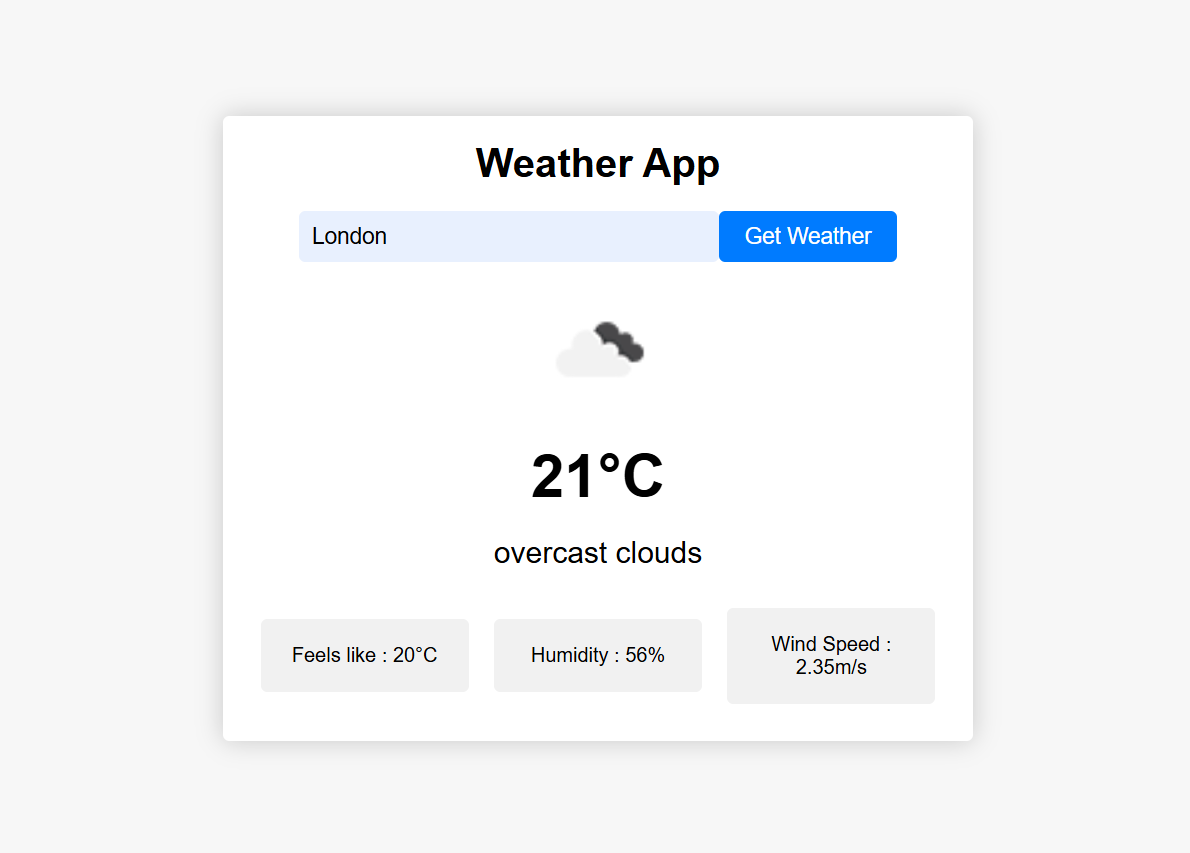 Weather App
London
Get Weather
21°C
overcast clouds
Feels like : 20°C
Humidity : 56%
Wind Speed :
2.35m/s